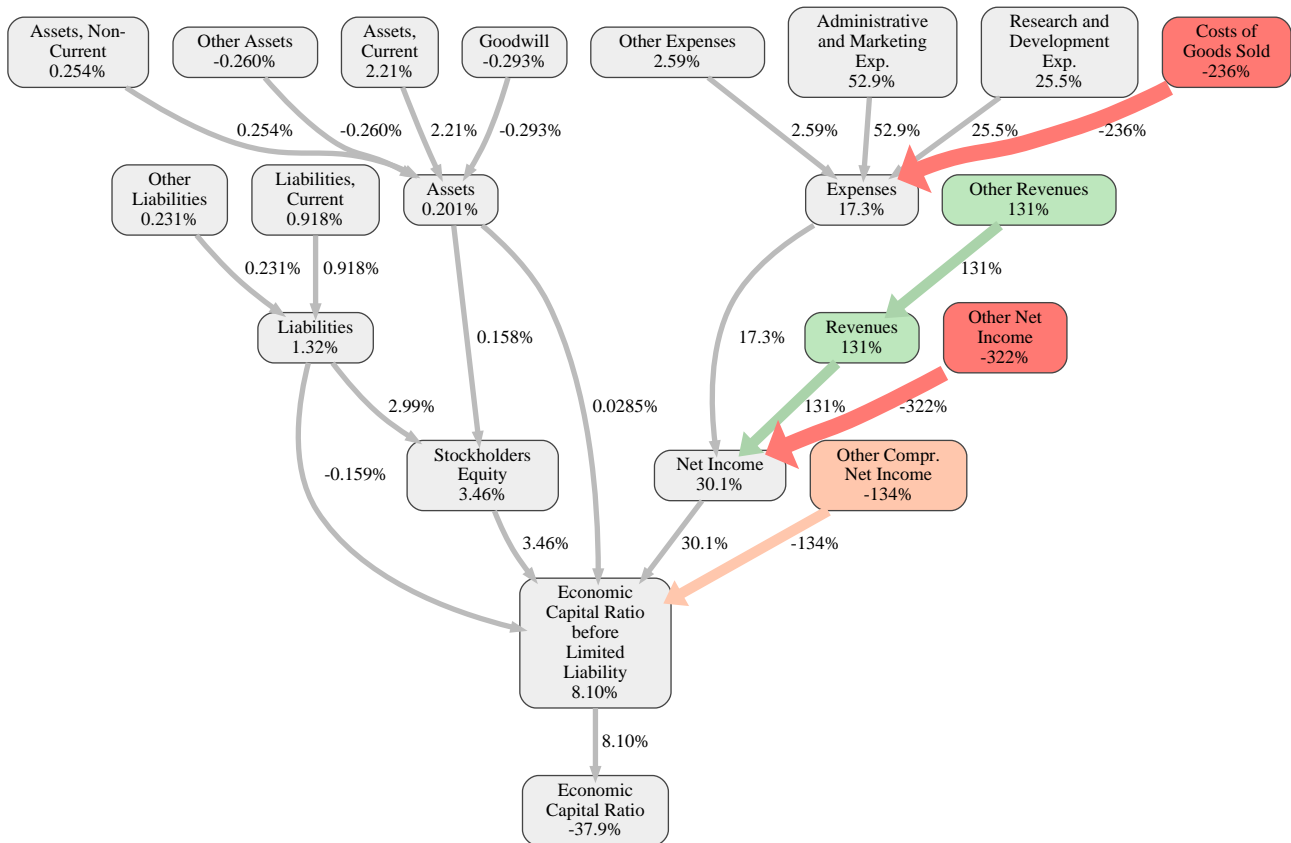 Assets, Non-
Current
0.254%
Other Assets
-0.260%
Assets,
Current
2.21%
Goodwill
-0.293%
Other Expenses
2.59%
Administrative
and Marketing
Exp.
52.9%
Research and
Development
Exp.
25.5%
Costs of
Goods Sold
-236%
0.254%
-0.260%
2.21%
-0.293%
2.59%
52.9%
25.5%
-236%
Other
Liabilities
0.231%
Liabilities,
Current
0.918%
Assets
0.201%
Expenses
17.3%
Other Revenues
131%
0.231%
0.918%
131%
Liabilities
1.32%
0.158%
17.3%
Revenues
131%
Other Net
Income
-322%
2.99%
0.0285%
131%
-322%
-0.159%
Stockholders
Equity
3.46%
Net Income
30.1%
Other Compr.
Net Income
-134%
3.46%
30.1%
-134%
Economic
Capital Ratio
before
Limited
Liability
8.10%
8.10%
Economic
Capital Ratio
-37.9%